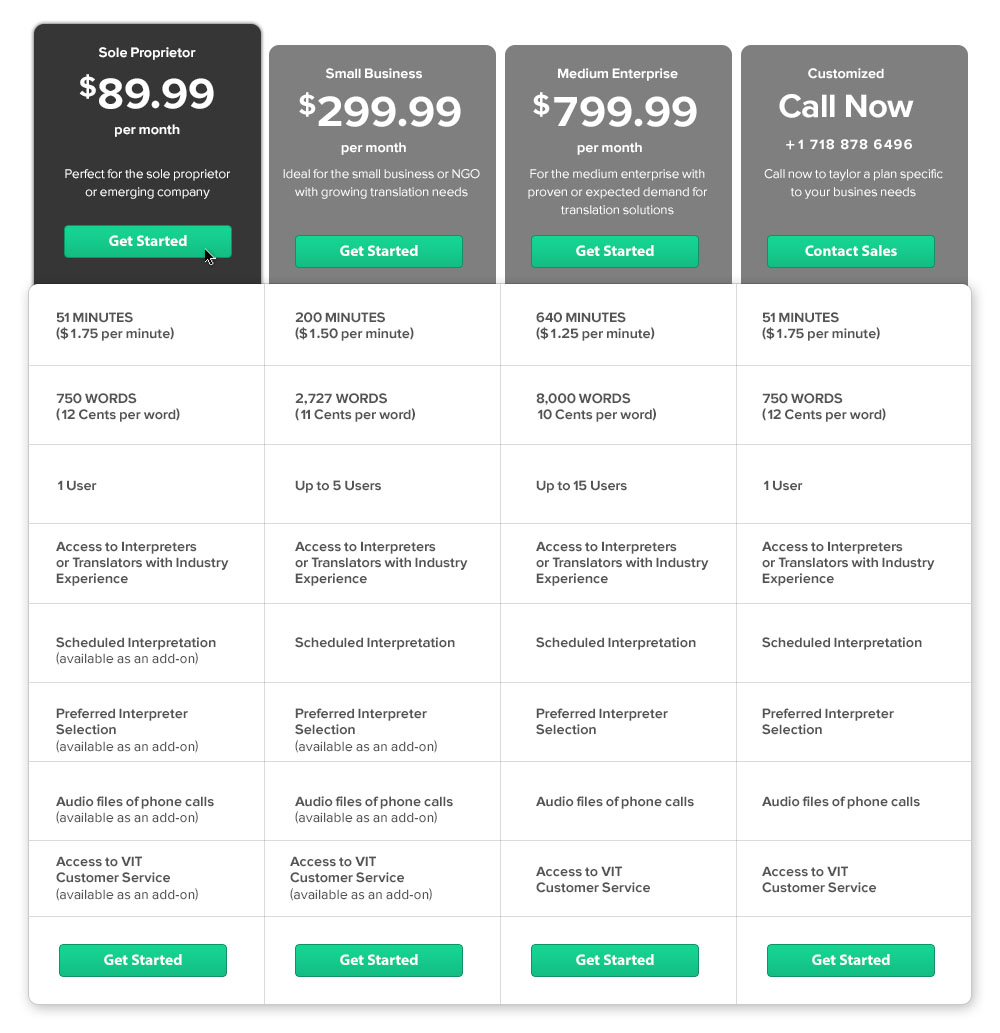 Sole Proprietor
$89.99
per month
Perfect for the sole proprietor
or emerging company
Get Started
Small Business
$299.99
per month
Ideal for the small business or NGO
with growing translation needs
Get Started
Medium Enterprise
$799.99
per month
For the medium enterprise with
proven or expected demand for
translation solutions
Get Started
Customized
Call Now
+1 718 878 6496
Call now to taylor a plan specific
to your busines needs
Contact Sales
51 MINUTES
($1.75 per minute)
200 MINUTES
($1.50 per minute)
640 MINUTES
($1.25 per minute)
51 MINUTES
($1.75 per minute)
750 WORDS
(12 Cents per word)
2,727 WORDS
(11 Cents per word)
8,000 WORDS
10 Cents per word)
750 WORDS
(12 Cents per word)
1 User
Up to 5 Users
Up to 15 Users
1 User
Access to Interpreters
or Translators with Industry
Experience
Access to Interpreters
or Translators with Industry
Experience
Access to Interpreters
or Translators with Industry
Experience
Access to Interpreters
or Translators with Industry
Experience
Scheduled Interpretation
(available as an add-on)
Scheduled Interpretation
Scheduled Interpretation
Scheduled Interpretation
Preferred Interpreter
Selection
(available as an add-on)
Preferred Interpreter
Selection
(available as an add-on)
Preferred Interpreter
Selection
Preferred Interpreter
Selection
Audio files of phone calls
(available as an add-on)
Audio files of phone calls
(available as an add-on)
Audio files of phone calls
Audio files of phone calls
Access to VIT
Customer Service
(available as an add-on)
Access to VIT
Customer Service
(available as an add-on)
Access to VIT
Customer Service
Access to VIT
Customer Service
Get Started
Get Started
Get Started
Get Started